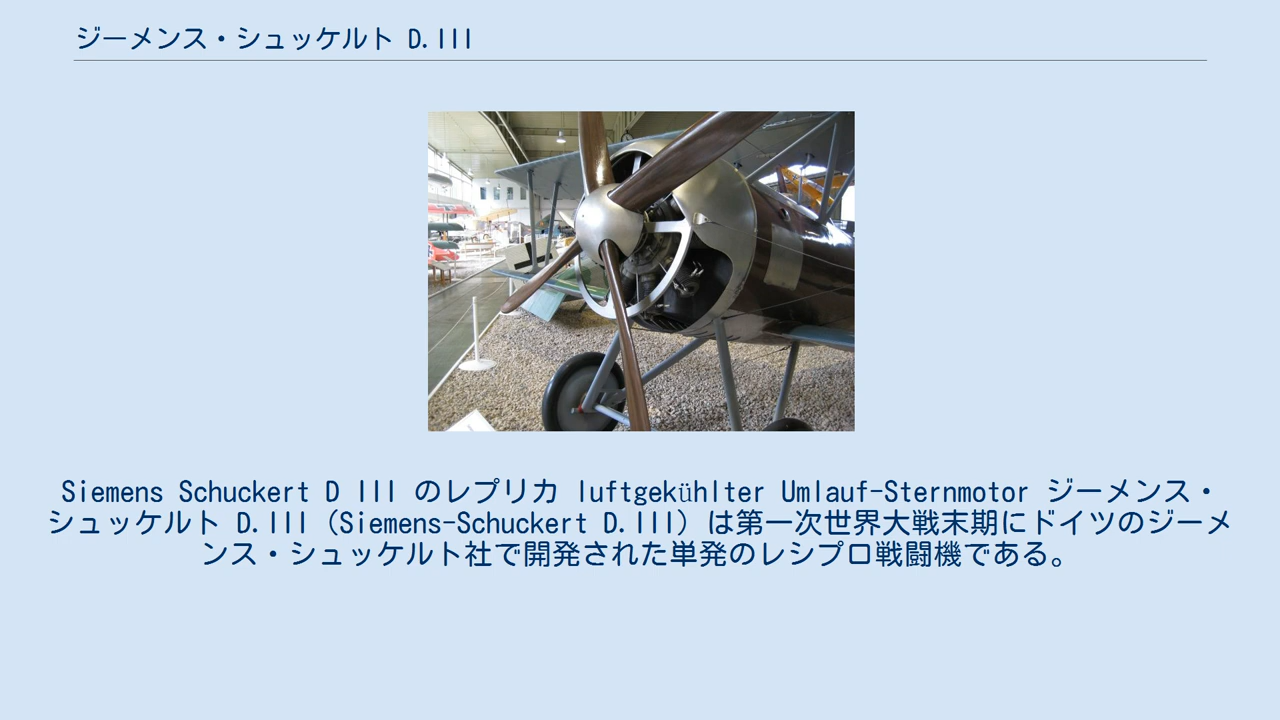 ジーメンス・シュッケルト D.III
Siemens Schuckert D III のレプリカ luftgekühlter Umlauf-Sternmotor ジーメンス・
シュッケルト D.III（Siemens-Schuckert D.III）は第一次世界大戦末期にドイツのジーメ
ンス・シュッケルト社で開発された単発のレシプロ戦闘機である。